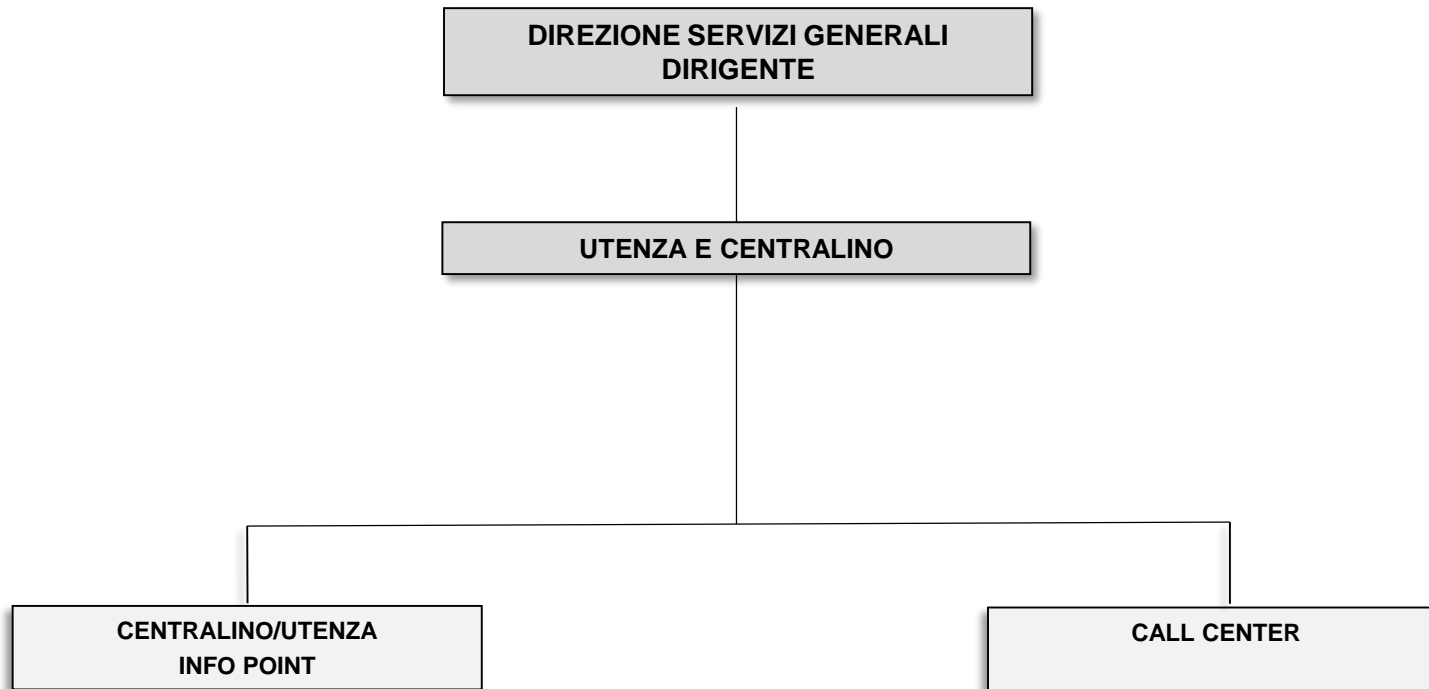 DIREZIONE SERVIZI GENERALI
DIRIGENTE
UTENZA E CENTRALINO
CENTRALINO/UTENZA
INFO POINT
CALL CENTER